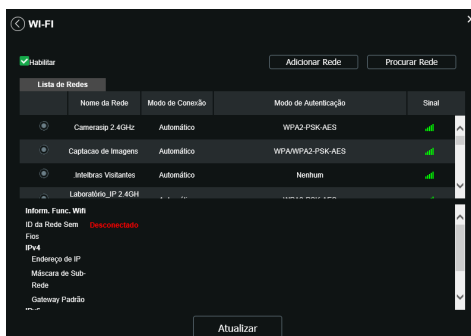 WI-FI
Habilitar
Adicionar Rede Procurar Rede
Lista de Redes
Nome da Rede Modo de Conexão Modo de Autenticação Sinal
Camerasip 2.4GHz Automático WPA2-PSK-AES
Captacao de Imagens Automático WPA/WPA2-PSK-AES
.Intelbras Visitantes Automático Nenhum
Laboratório_IP 2.4GH
Inform. Func. Wifi
ID da Rede Sem Desconectado
Fios
IPv4
Endereço de IP
Máscara de Sub-
Rede
Gateway Padrão
Atualizar